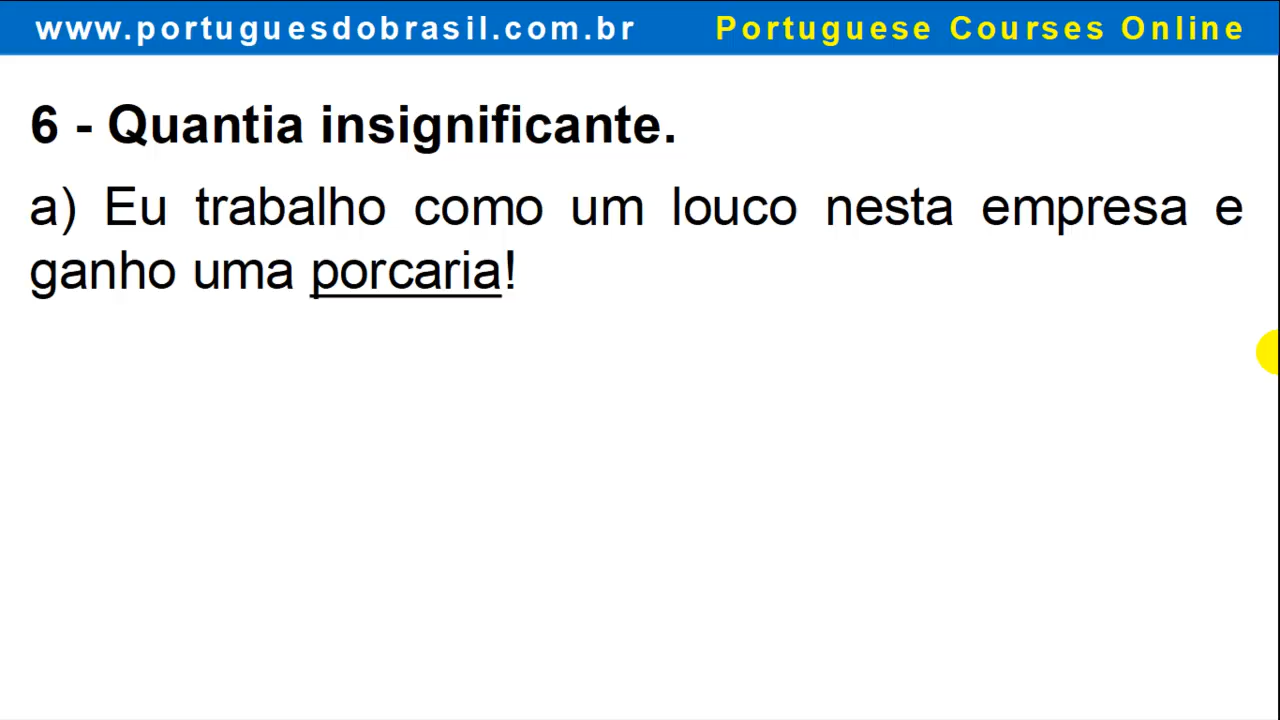 www.portuguesdobrasil.com.br Portuguese Courses Online
6 - Quantia insignificante.
a) Eu trabalho como um louco nesta empresa e
ganho uma porcaria!